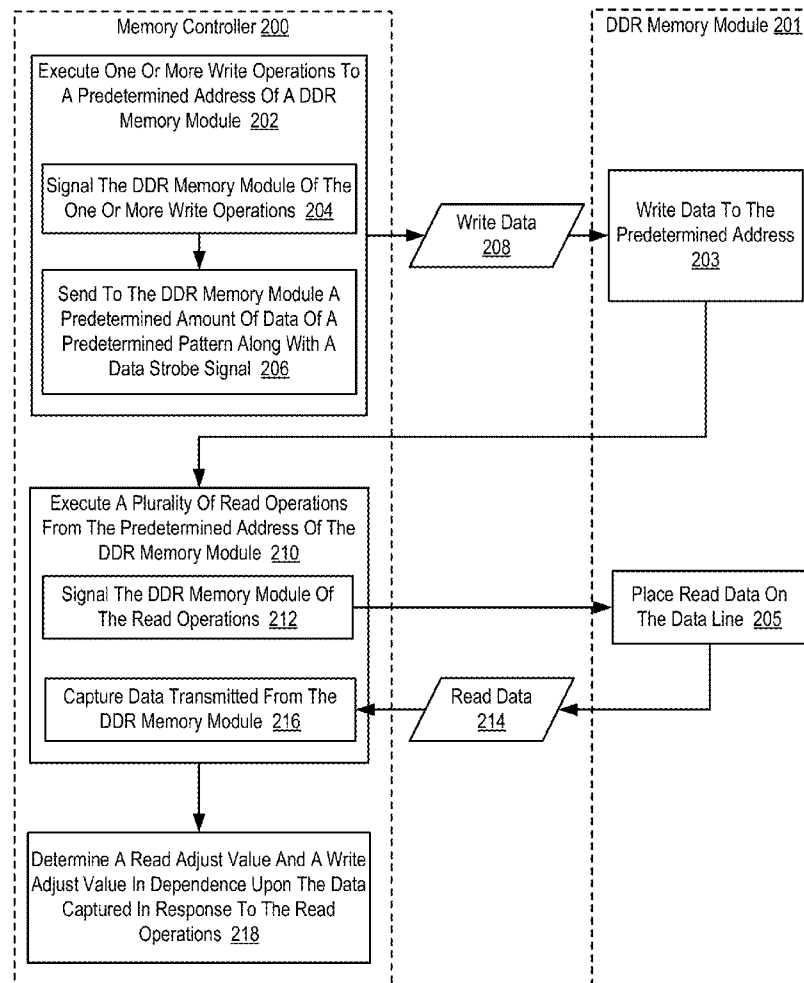 Memory Controller 200
DDR Memory Module 201
Execute One Or More Write Operations To
A Predetermined Address Of A DDR
Memory Module 202
Signal The DDR Memory Module Of The
One Or More Write Operations 204
Write Data
208
Write Data To The
Predetermined Address
203
Send To The DDR Memory Module A
Predetermined Amount Of Data Of A
Predetermined Pattern Along With A
Data Strobe Signal 206
Execute A Plurality Of Read Operations
From The Predetermined Address Of The
DDR Memory Module 210
Signal The DDR Memory Module Of
The Read Operations 212
Place Read Data On
The Data Line 205
Capture Data Transmitted From The
DDR Memory Module 216
Read Data
214
Determine A Read Adjust Value And A Write
Adjust Value In Dependence Upon The Data
Captured In Response To The Read
Operations 218